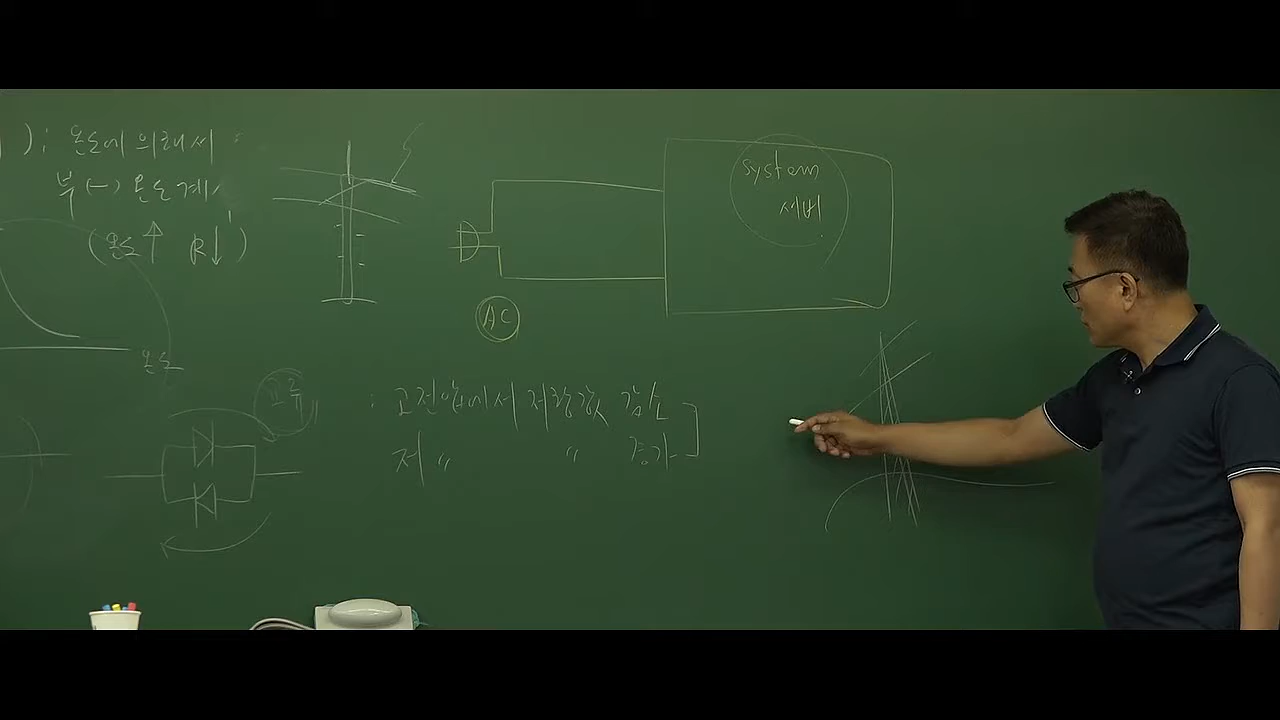 ) : 온도에 의해서 :
부 (-) 온도계
(온도↑ R↓)
온도
system
서버
AC
: 고전압에서 저항값 감소
저 〃 〃 증가